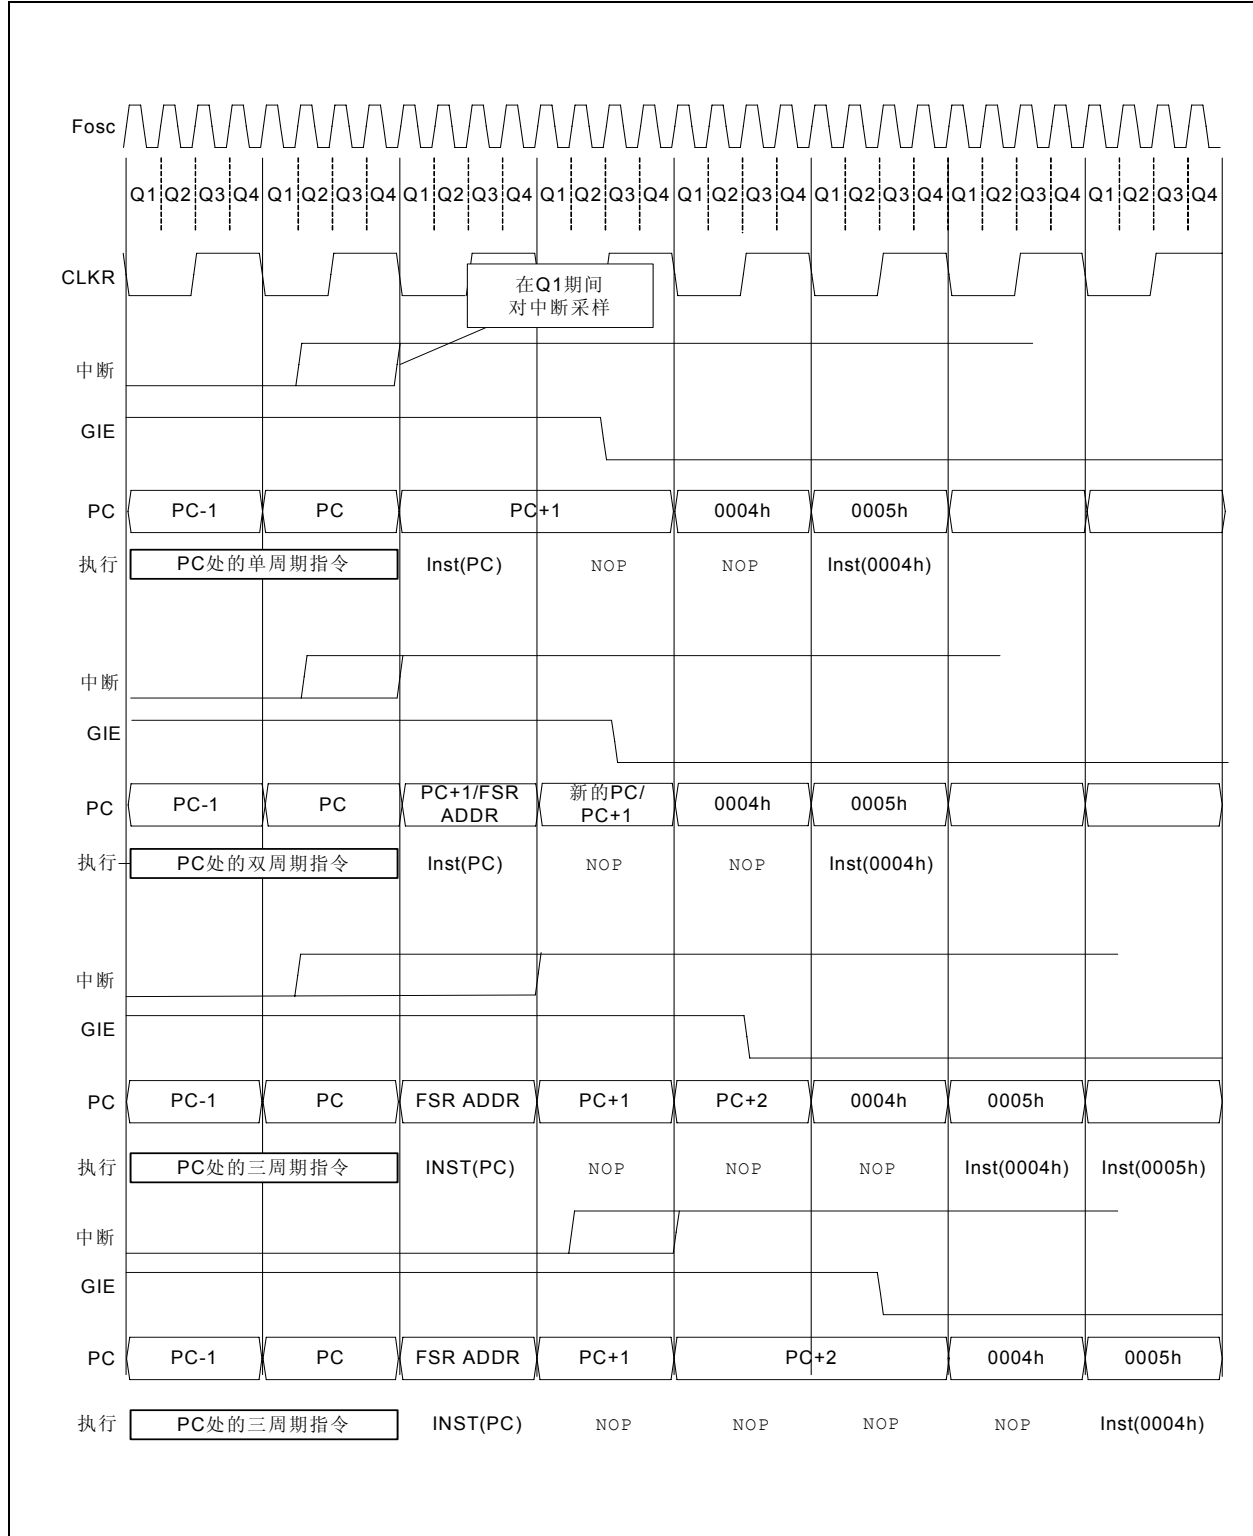 Fosc
Q1 Q2 Q3 Q4 Q1 Q2 Q3 Q4 Q1 Q2 Q3 Q4 Q1 Q2 Q3 Q4 Q1 Q2 Q3 Q4 Q1 Q2 Q3 Q4 Q1 Q2 Q3 Q4 Q1 Q2 Q3 Q4
CLKR
在Q1期间
对中断采样
中断
GIE
PC PC-1 PC PC+1 0004h 0005h
执行 PC处的单周期指令 Inst(PC) NOP NOP Inst(0004h)
中断
GIE
PC PC-1 PC PC+1/FSR ADDR 新的PC/ PC+1 0004h 0005h
执行 PC处的双周期指令 Inst(PC) NOP NOP Inst(0004h)
中断
GIE
PC PC-1 PC FSR ADDR PC+1 PC+2 0004h 0005h
执行 PC处的三周期指令 INST(PC) NOP NOP NOP Inst(0004h) Inst(0005h)
中断
GIE
PC PC-1 PC FSR ADDR PC+1 PC+2 0004h 0005h
执行 PC处的三周期指令 INST(PC) NOP NOP NOP NOP Inst(0004h)